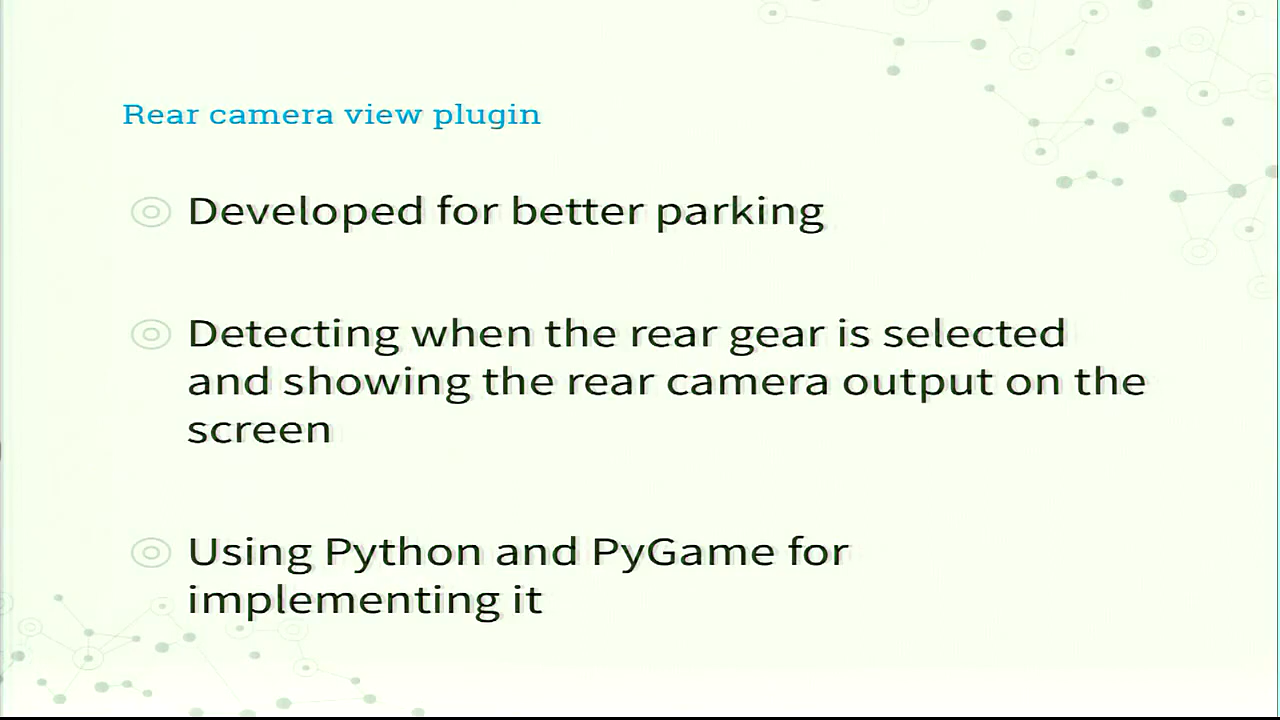 Rear camera view plugin
Developed for better parking
Detecting when the rear gear is selected
and showing the rear camera output on the
screen
Using Python and PyGame for
implementing it